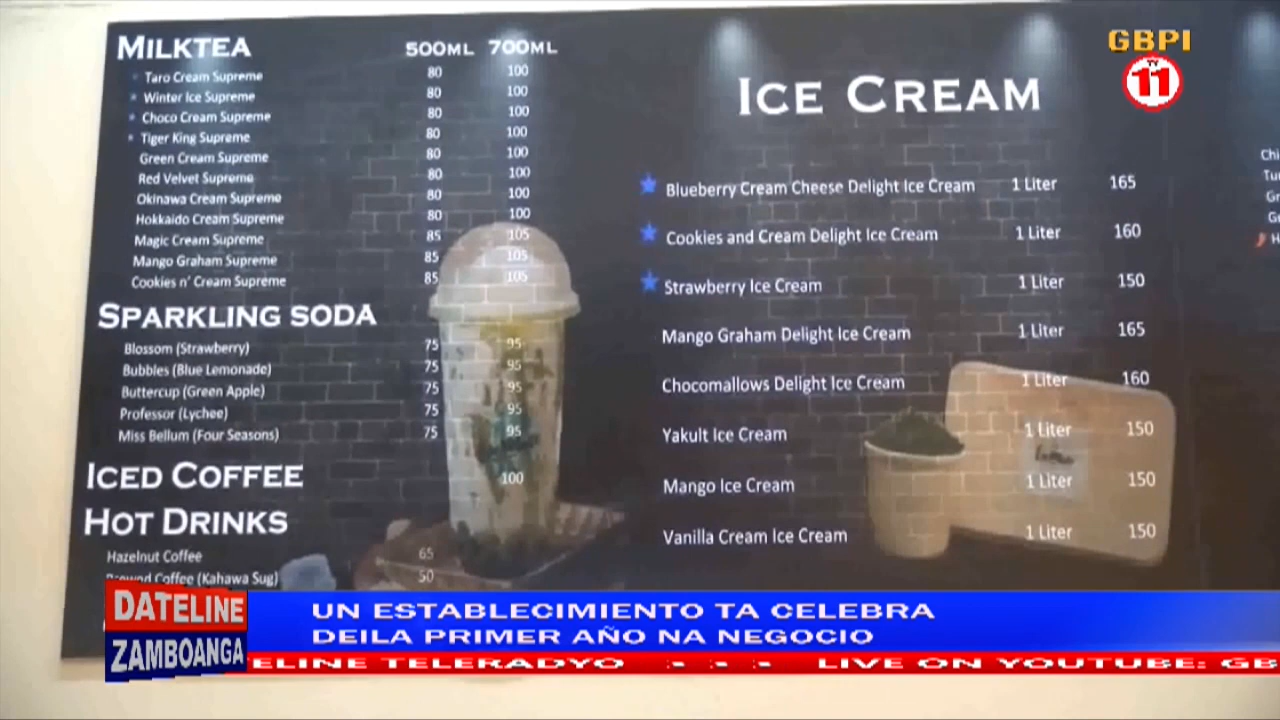 MILKTEA 500ML 700ML
Taro Cream Supreme 80 100
Winter Ice Supreme 80 100
Choco Cream Supreme 80 100
Tiger King Supreme 80 100
Green Cream Supreme 80 100
Red Velvet Supreme 80 100
Okinawa Cream Supreme 80 100
Hokkaido Cream Supreme 80 100
Magic Cream Supreme 85 105
Mango Graham Supreme 85 105
Cookies n' Cream Supreme 85 105
SPARKLING SODA
Blossom (Strawberry) 75 95
Bubbles (Blue Lemonade) 75 95
Buttercup (Green Apple) 75 95
Professor (Lychee) 75 95
Miss Bellum (Four Seasons) 75 95
ICED COFFEE 100
HOT DRINKS
Hazelnut Coffee 65
Brewed Coffee (Kahawa Sug) 50
ICE CREAM
Blueberry Cream Cheese Delight Ice Cream 1 Liter 165
Cookies and Cream Delight Ice Cream 1 Liter 160
Strawberry Ice Cream 1 Liter 150
Mango Graham Delight Ice Cream 1 Liter 165
Chocomallows Delight Ice Cream 1 Liter 160
Yakult Ice Cream 1 Liter 150
Mango Ice Cream 1 Liter 150
Vanilla Cream Ice Cream 1 Liter 150
GBPI
TV
11
DATELINE
ZAMBOANGA
UN ESTABLECIMIENTO TA CELEBRA
DEILA PRIMER AÑO NA NEGOCIO
ELINE TELERADYO LIVE ON YOUTUBE: GB